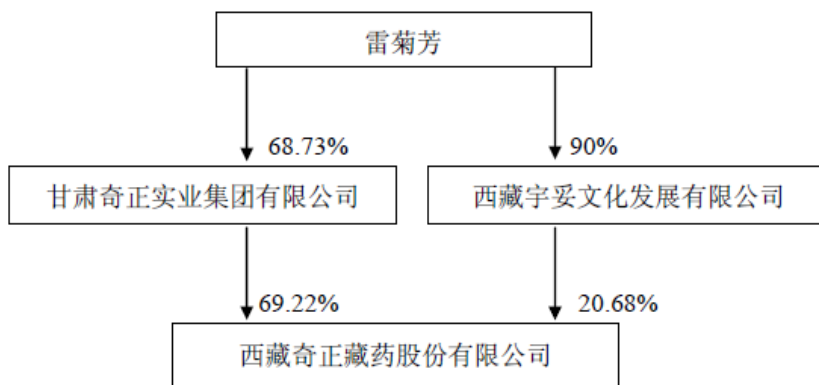 雷菊芳
68.73%
90%
甘肃奇正实业集团有限公司
西藏宇妥文化发展有限公司
69.22%
20.68%
西藏奇正藏药股份有限公司